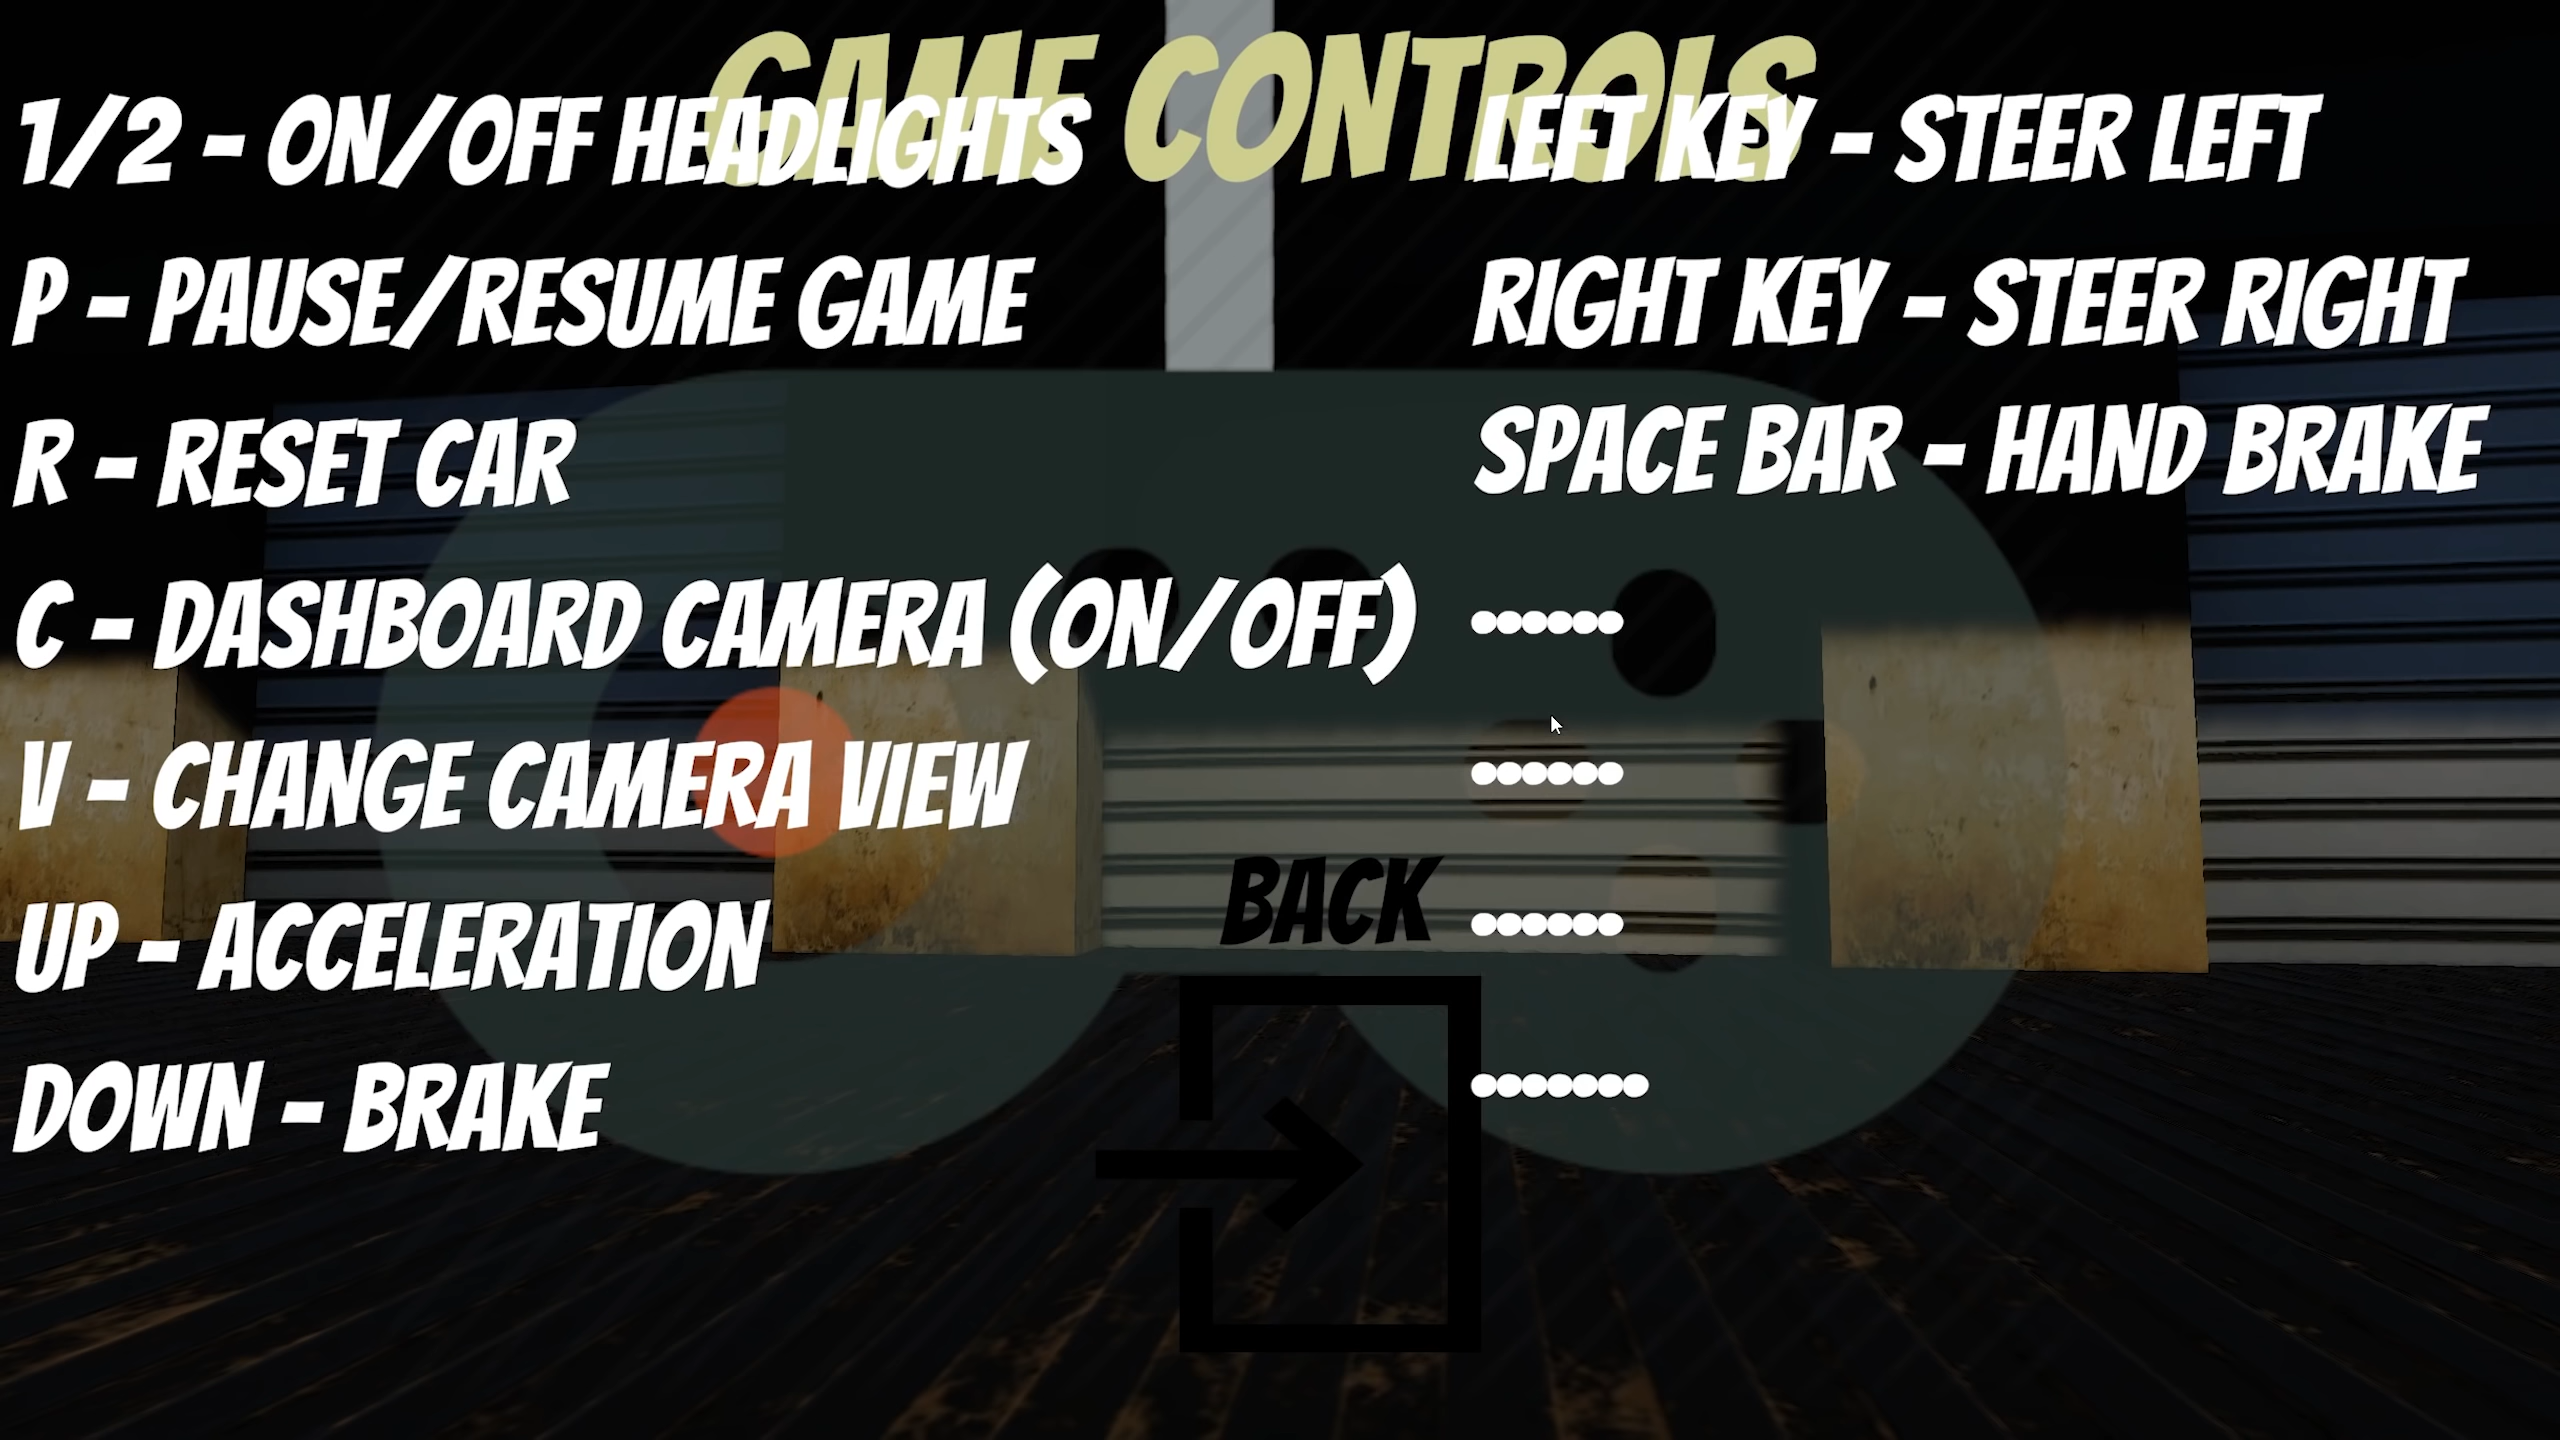 GAME CONTROLS
1/2 - ON/OFF HEADLIGHTS
P - PAUSE/RESUME GAME
R - RESET CAR
C - DASHBOARD CAMERA (ON/OFF)
V - CHANGE CAMERA VIEW
UP - ACCELERATION
DOWN - BRAKE
LEFT KEY - STEER LEFT
RIGHT KEY - STEER RIGHT
SPACE BAR - HAND BRAKE
......
......
......
.......
BACK